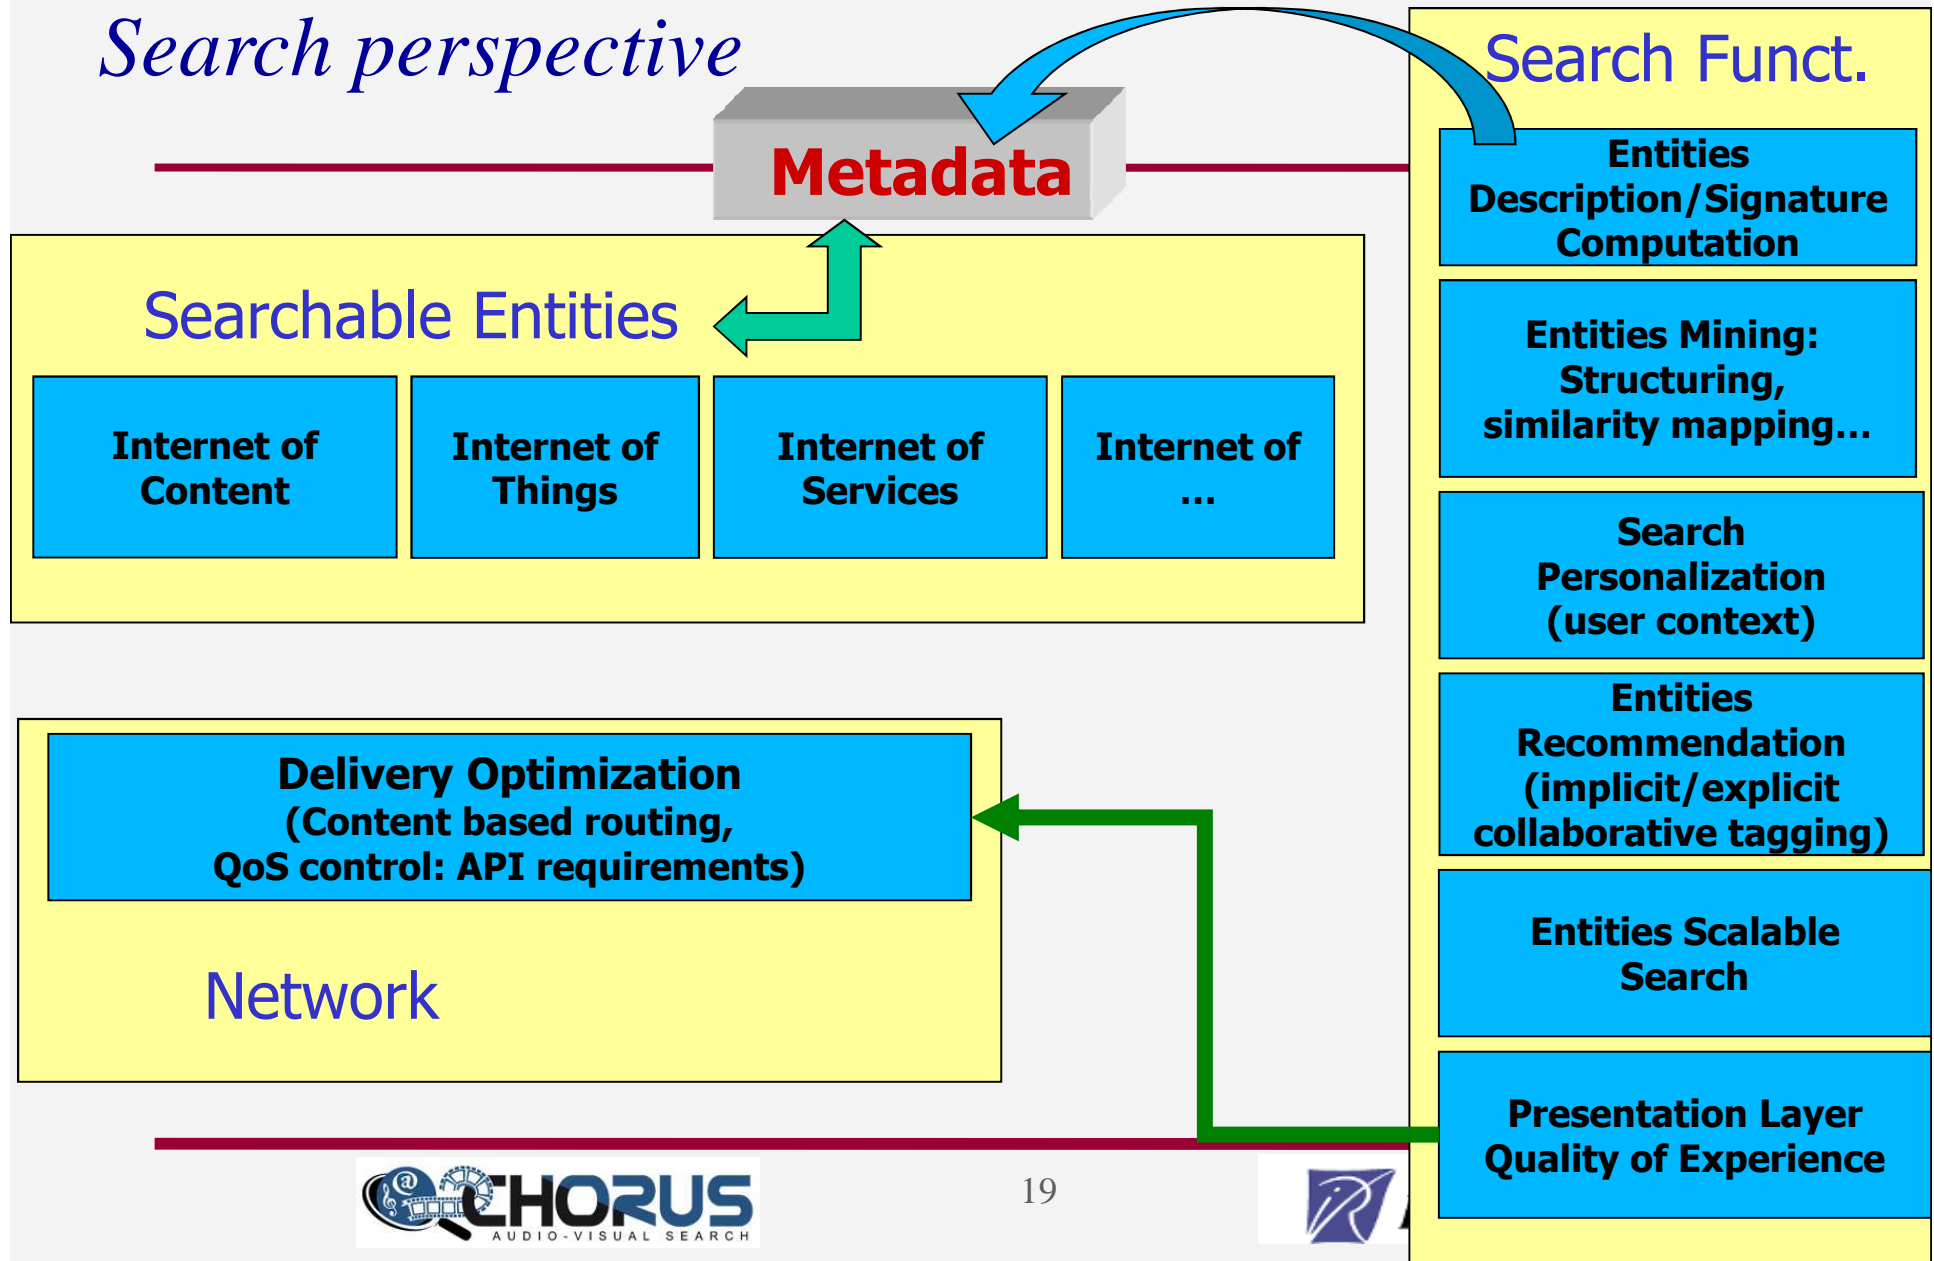 Search perspective
Metadata
Searchable Entities
Internet of
Content
Internet of
Things
Internet of
Services
Internet of
...
Delivery Optimization
(Content based routing,
QoS control: API requirements)
Network
Search Funct.
Entities
Description/Signature
Computation
Entities Mining:
Structuring,
similarity mapping...
Search
Personalization
(user context)
Entities
Recommendation
(implicit/explicit
collaborative tagging)
Entities Scalable
Search
Presentation Layer
Quality of Experience
@CHORUS
AUDIO-VISUAL SEARCH
19